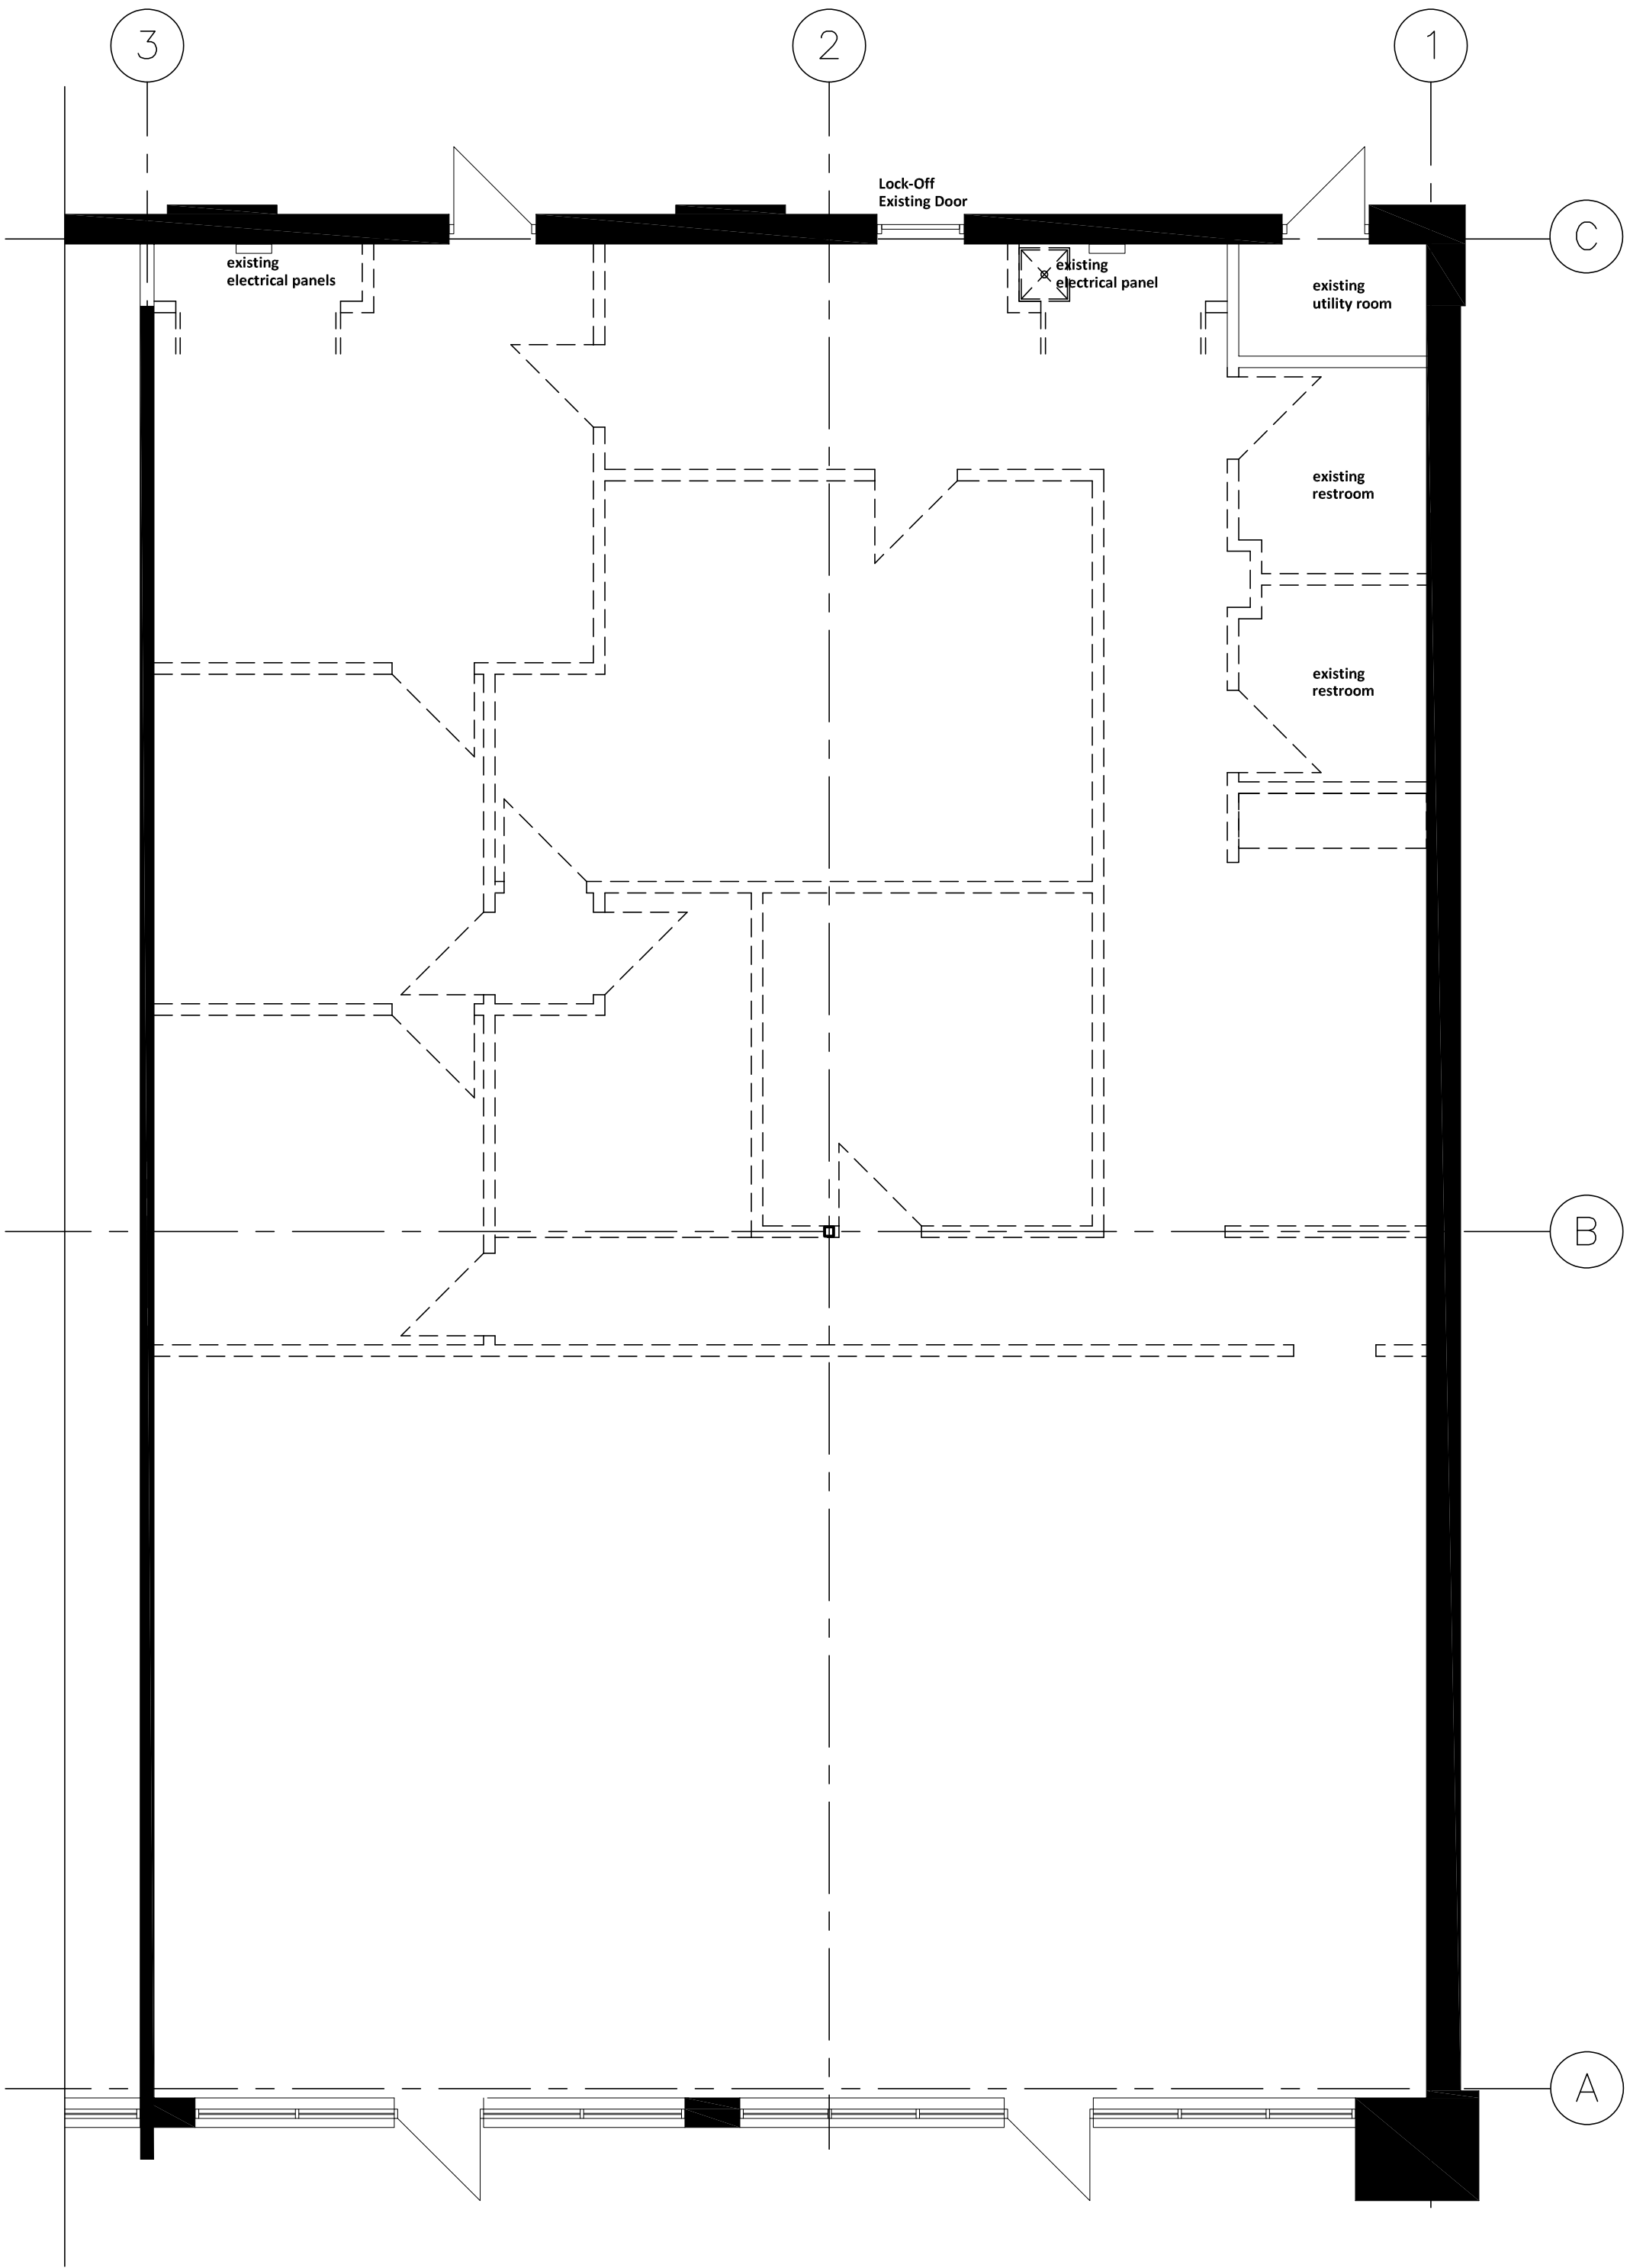 3
2
1
Lock-Off
Existing Door
C
existing
electrical panels
existing
electrical panel
existing
utility room
existing
restroom
existing
restroom
B
A